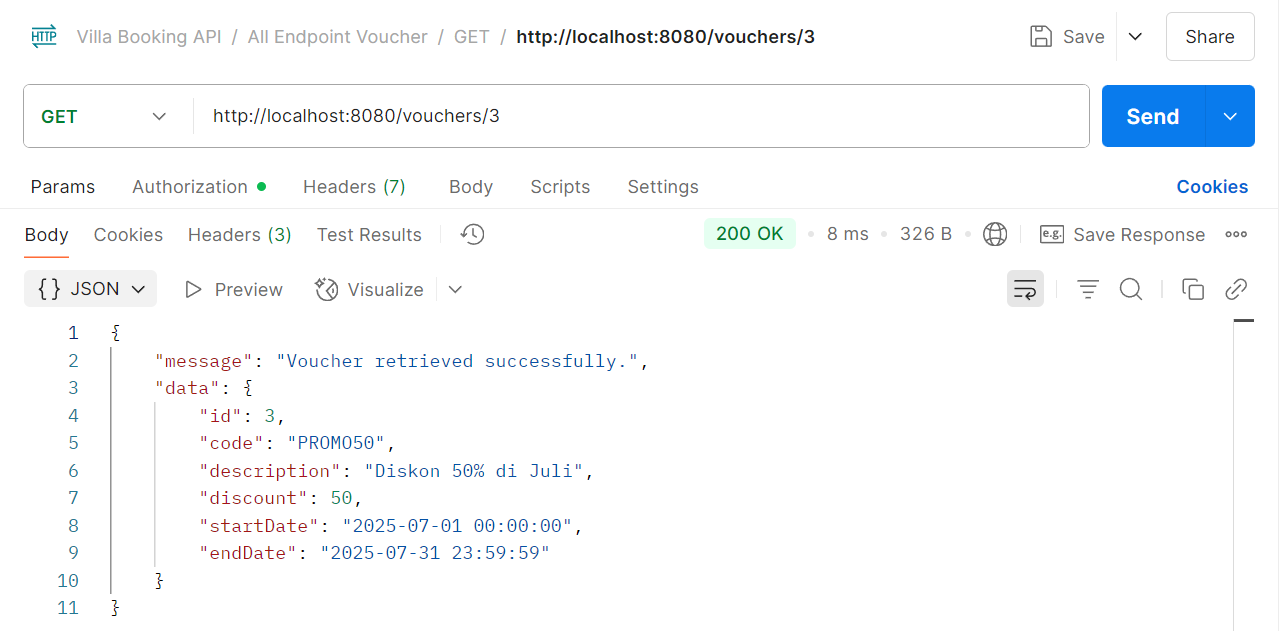 HTTP Villa Booking API / All Endpoint Voucher / GET / http://localhost:8080/vouchers/3 Save Share
GET http://localhost:8080/vouchers/3 Send
Params Authorization Headers (7) Body Scripts Settings Cookies
Body Cookies Headers (3) Test Results 200 OK 8 ms 326 B e.g. Save Response
{} JSON Preview Visualize
1 {
2 "message": "Voucher retrieved successfully.",
3 "data": {
4 "id": 3,
5 "code": "PROMO50",
6 "description": "Diskon 50% di Juli",
7 "discount": 50,
8 "startDate": "2025-07-01 00:00:00",
9 "endDate": "2025-07-31 23:59:59"
10 }
11 }